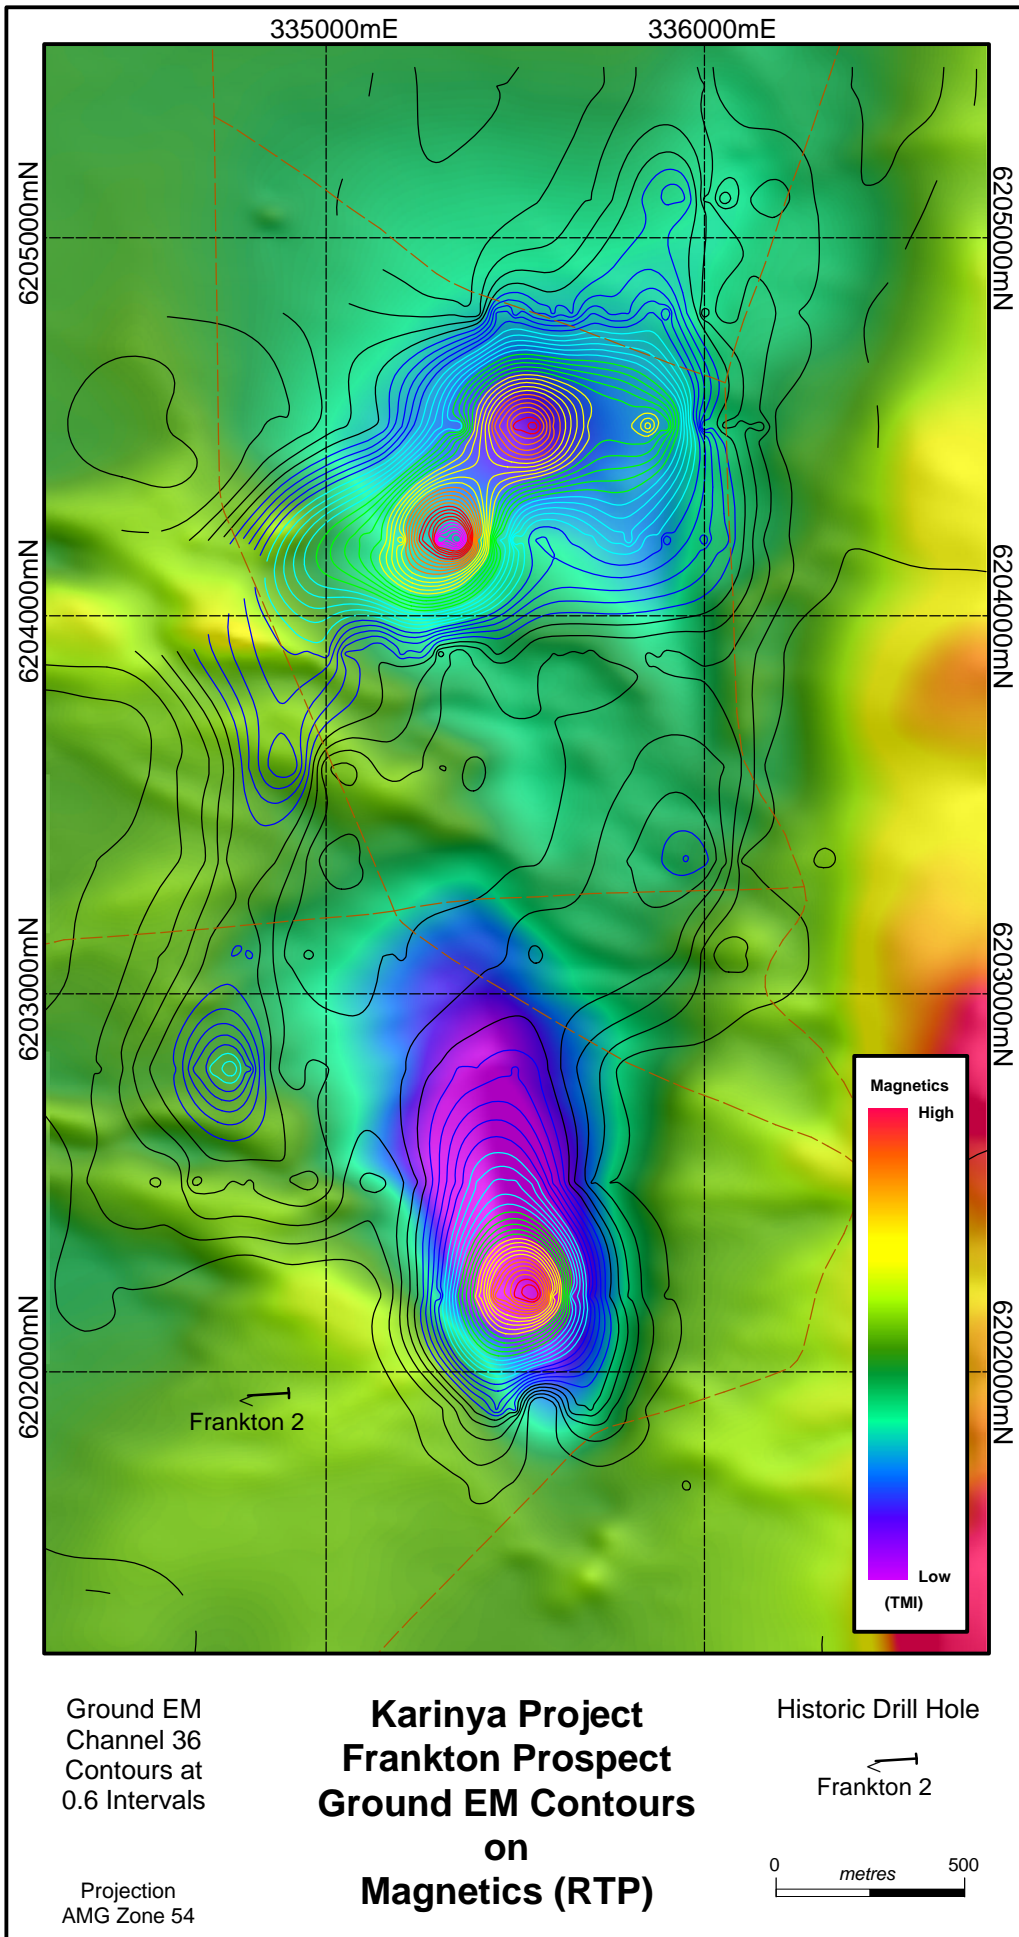 335000mE
336000mE
6205000mN
6205000mN
6204000mN
6204000mN
6203000mN
6203000mN
6202000mN
6202000mN
Magnetics
High
Low
(TMI)
Frankton 2
Ground EM
Channel 36
Contours at
0.6 Intervals
Projection
AMG Zone 54
Karinya Project
Frankton Prospect
Ground EM Contours
on
Magnetics (RTP)
Historic Drill Hole
Frankton 2
0
metres
500